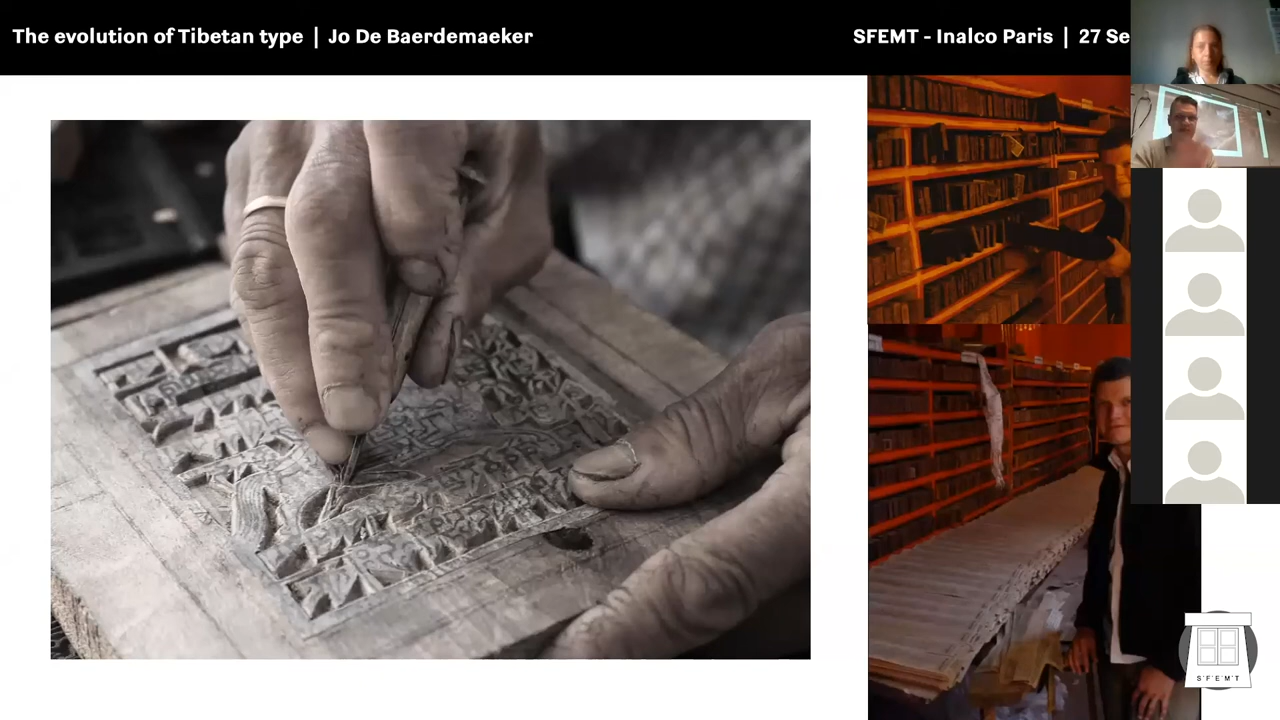 The evolution of Tibetan type | Jo De Baerdemaeker
SFEMT - Inalco Paris | 27 Se
S·F·E·M·T